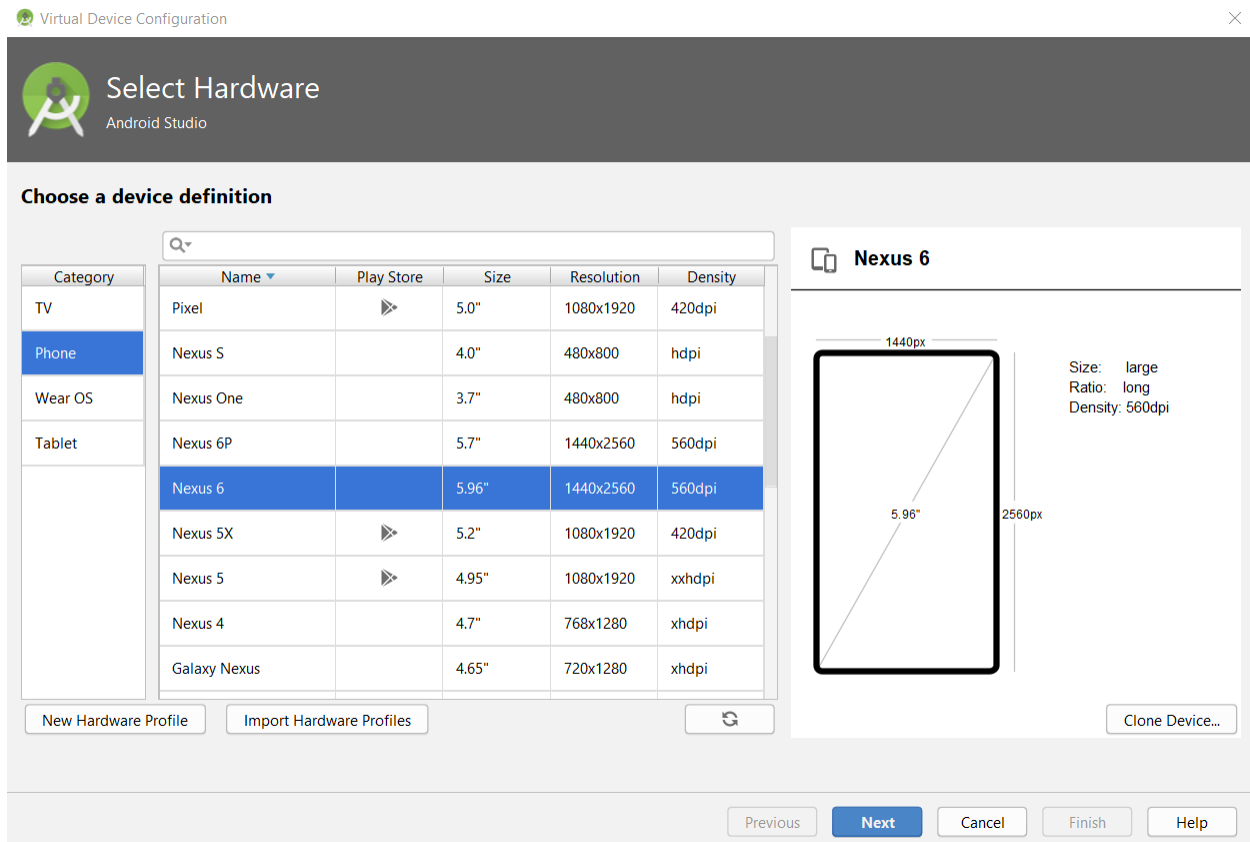 Virtual Device Configuration
Select Hardware
Android Studio
Choose a device definition
Category
TV
Phone
Wear OS
Tablet
Name Play Store Size Resolution Density
Pixel 5.0" 1080x1920 420dpi
Nexus S 4.0" 480x800 hdpi
Nexus One 3.7" 480x800 hdpi
Nexus 6P 5.7" 1440x2560 560dpi
Nexus 6 5.96" 1440x2560 560dpi
Nexus 5X 5.2" 1080x1920 420dpi
Nexus 5 4.95" 1080x1920 xxhdpi
Nexus 4 4.7" 768x1280 xhdpi
Galaxy Nexus 4.65" 720x1280 xhdpi
New Hardware Profile Import Hardware Profiles
Nexus 6
1440px
5.96"
2560px
Size: large
Ratio: long
Density: 560dpi
Clone Device...
Previous Next Cancel Finish Help